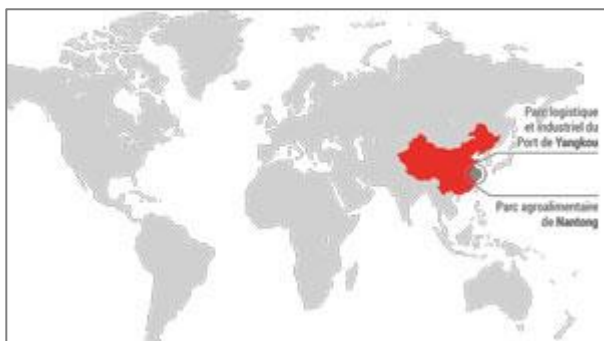 Parc logistique
et industriel du
Port de Yangkou
Parc agroalimentaire
de Nantong